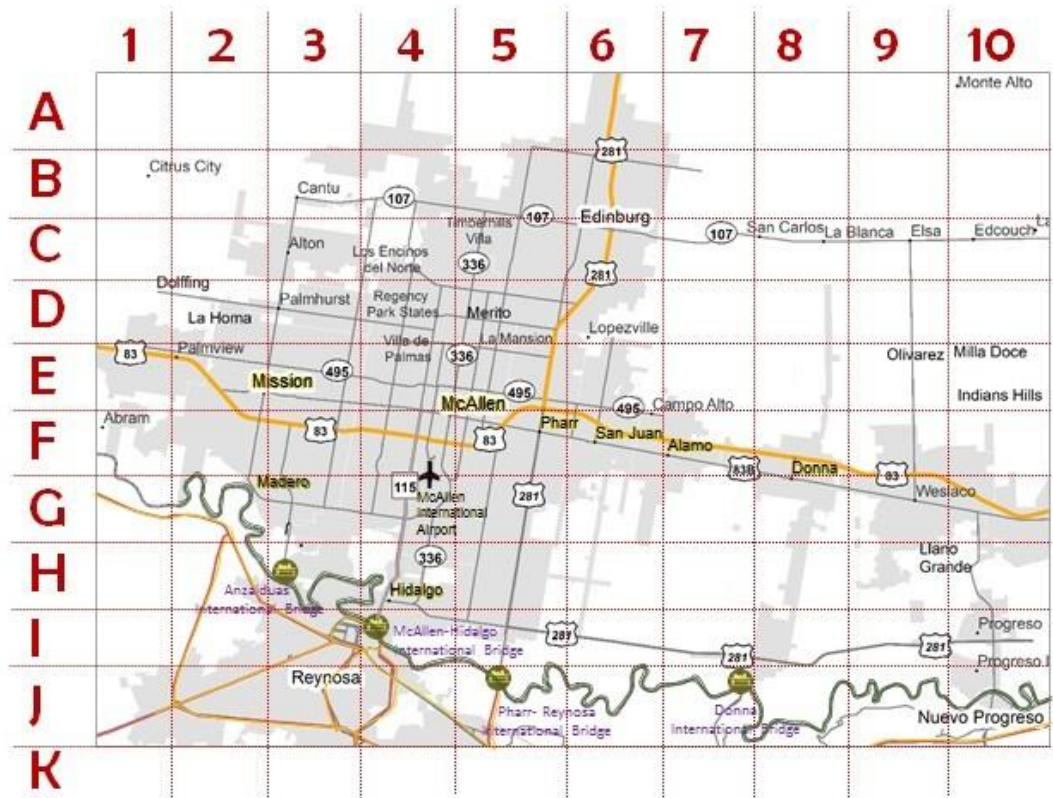 1 2 3 4 5 6 7 8 9 10
A
Monte Alto
281
B
Citrus City
Cantu
107
107
Edinburg
C
Timberhills
Villa
107
San Carlos
La Blanca
Elsa
Edcouch
La
Alton
Los Encinos
del Norte
336
281
D
Dolffing
Palmhurst
Regency
Park States
Merito
La Homa
Lopezville
La Mansion
Villa de
Palmas
83
Palmview
336
Olivarez
Milla Doce
E
Mission
495
495
Indians Hills
McAllen
495
Campo Alto
F
Abram
83
83
Pharr
San Juan
Alamo
83B
Donna
83
G
Madero
115
McAllen
International
Airport
281
Weslaco
H
336
Llano
Grande
Anzalduas
International Bridge
Hidalgo
I
McAllen-Hidalgo
International Bridge
281
281
281
Progreso
Progreso
J
Reynosa
Pharr- Reynosa
International Bridge
Donna
International Bridge
Nuevo Progreso
K